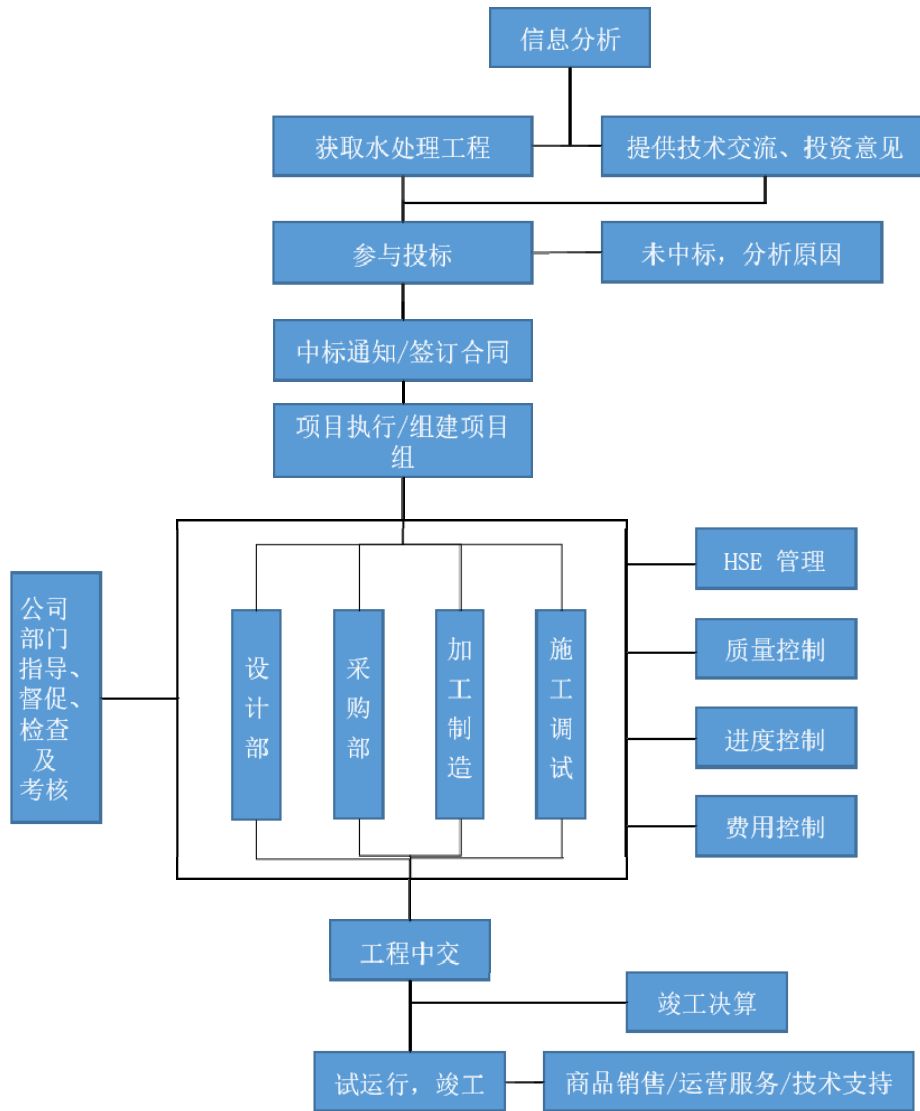 信息分析
获取水处理工程
提供技术交流、投资意见
参与投标
未中标，分析原因
中标通知/签订合同
项目执行/组建项目
组
公司
部门
指导、
督促、
检查
及
考核
设计部
采购部
加工制造
施工调试
HSE 管理
质量控制
进度控制
费用控制
工程中交
竣工决算
试运行，竣工
商品销售/运营服务/技术支持